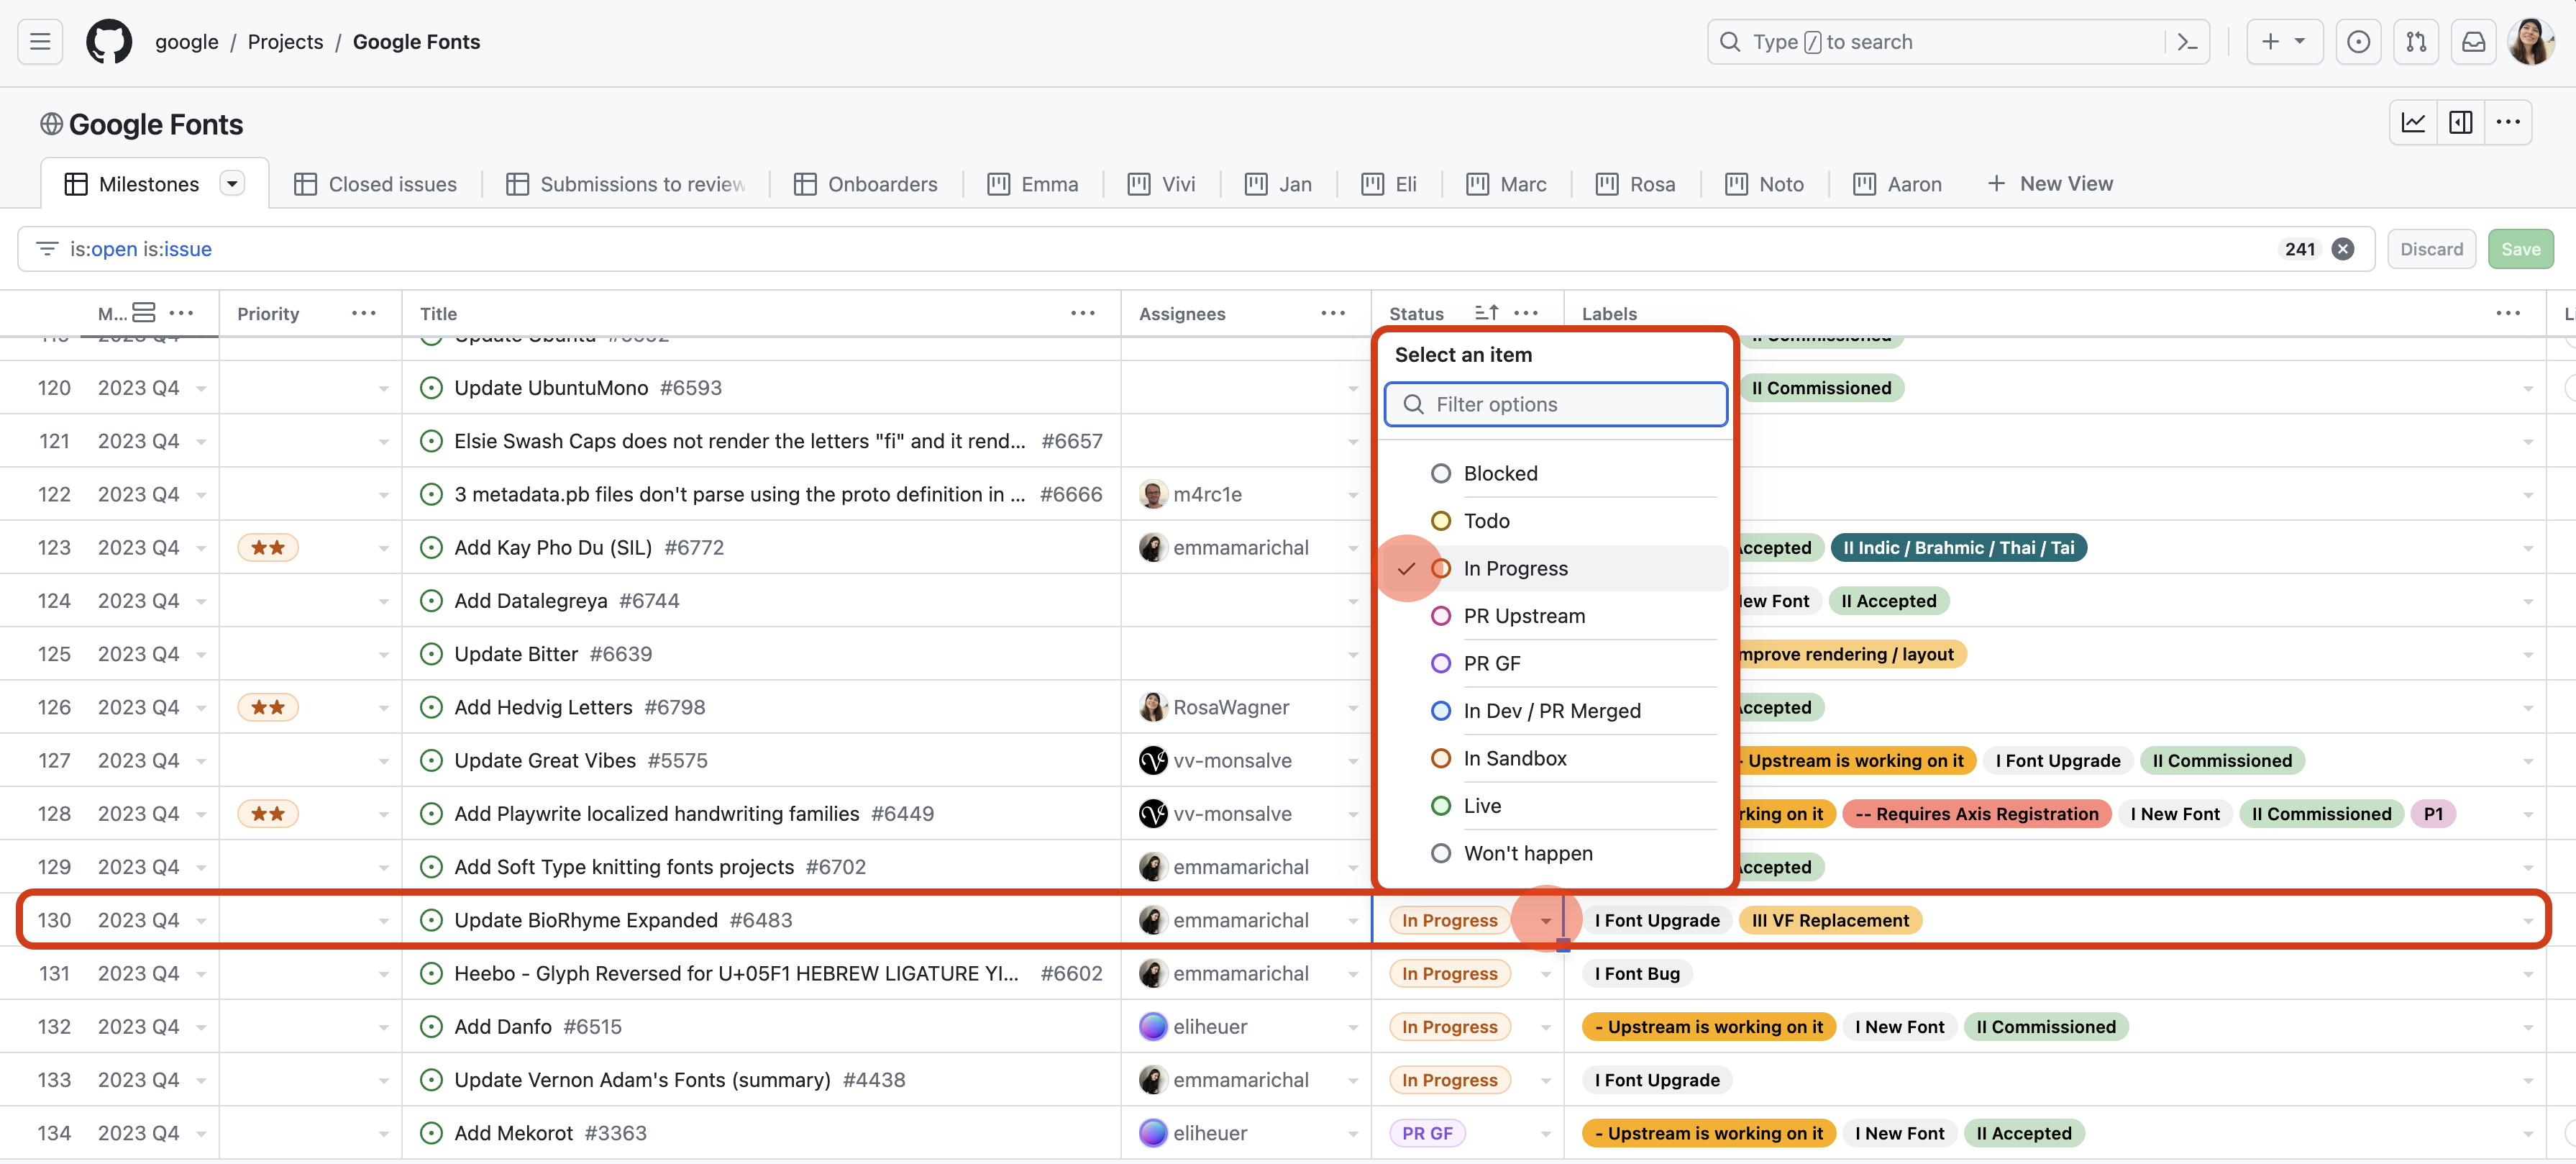 google / Projects / Google Fonts
Type / to search
Google Fonts
Milestones Closed issues Submissions to review Onboarders Emma Vivi Jan Eli Marc Rosa Noto Aaron + New View
is:open is:issue 241 Discard Save
M... Priority Title Assignees Status Labels
Select an item
Filter options
Blocked
Todo
In Progress
PR Upstream
PR GF
In Dev / PR Merged
In Sandbox
Live
Won't happen
120 2023 Q4 Update UbuntuMono #6593 II Commissioned
121 2023 Q4 Elsie Swash Caps does not render the letters "fi" and it rend... #6657
122 2023 Q4 3 metadata.pb files don't parse using the proto definition in ... #6666 m4rc1e
123 2023 Q4 ★★ Add Kay Pho Du (SIL) #6772 emmamarichal Accepted II Indic / Brahmic / Thai / Tai
124 2023 Q4 Add Datalegreya #6744 New Font II Accepted
125 2023 Q4 Update Bitter #6639 mprove rendering / layout
126 2023 Q4 ★★ Add Hedvig Letters #6798 RosaWagner Accepted
127 2023 Q4 Update Great Vibes #5575 vv-monsalve - Upstream is working on it I Font Upgrade II Commissioned
128 2023 Q4 ★★ Add Playwrite localized handwriting families #6449 vv-monsalve rking on it -- Requires Axis Registration I New Font II Commissioned P1
129 2023 Q4 Add Soft Type knitting fonts projects #6702 emmamarichal Accepted
130 2023 Q4 Update BioRhyme Expanded #6483 emmamarichal In Progress I Font Upgrade III VF Replacement
131 2023 Q4 Heebo - Glyph Reversed for U+05F1 HEBREW LIGATURE YI... #6602 emmamarichal In Progress I Font Bug
132 2023 Q4 Add Danfo #6515 eliheuer In Progress - Upstream is working on it I New Font II Commissioned
133 2023 Q4 Update Vernon Adam's Fonts (summary) #4438 emmamarichal In Progress I Font Upgrade
134 2023 Q4 Add Mekorot #3363 eliheuer PR GF - Upstream is working on it I New Font II Accepted